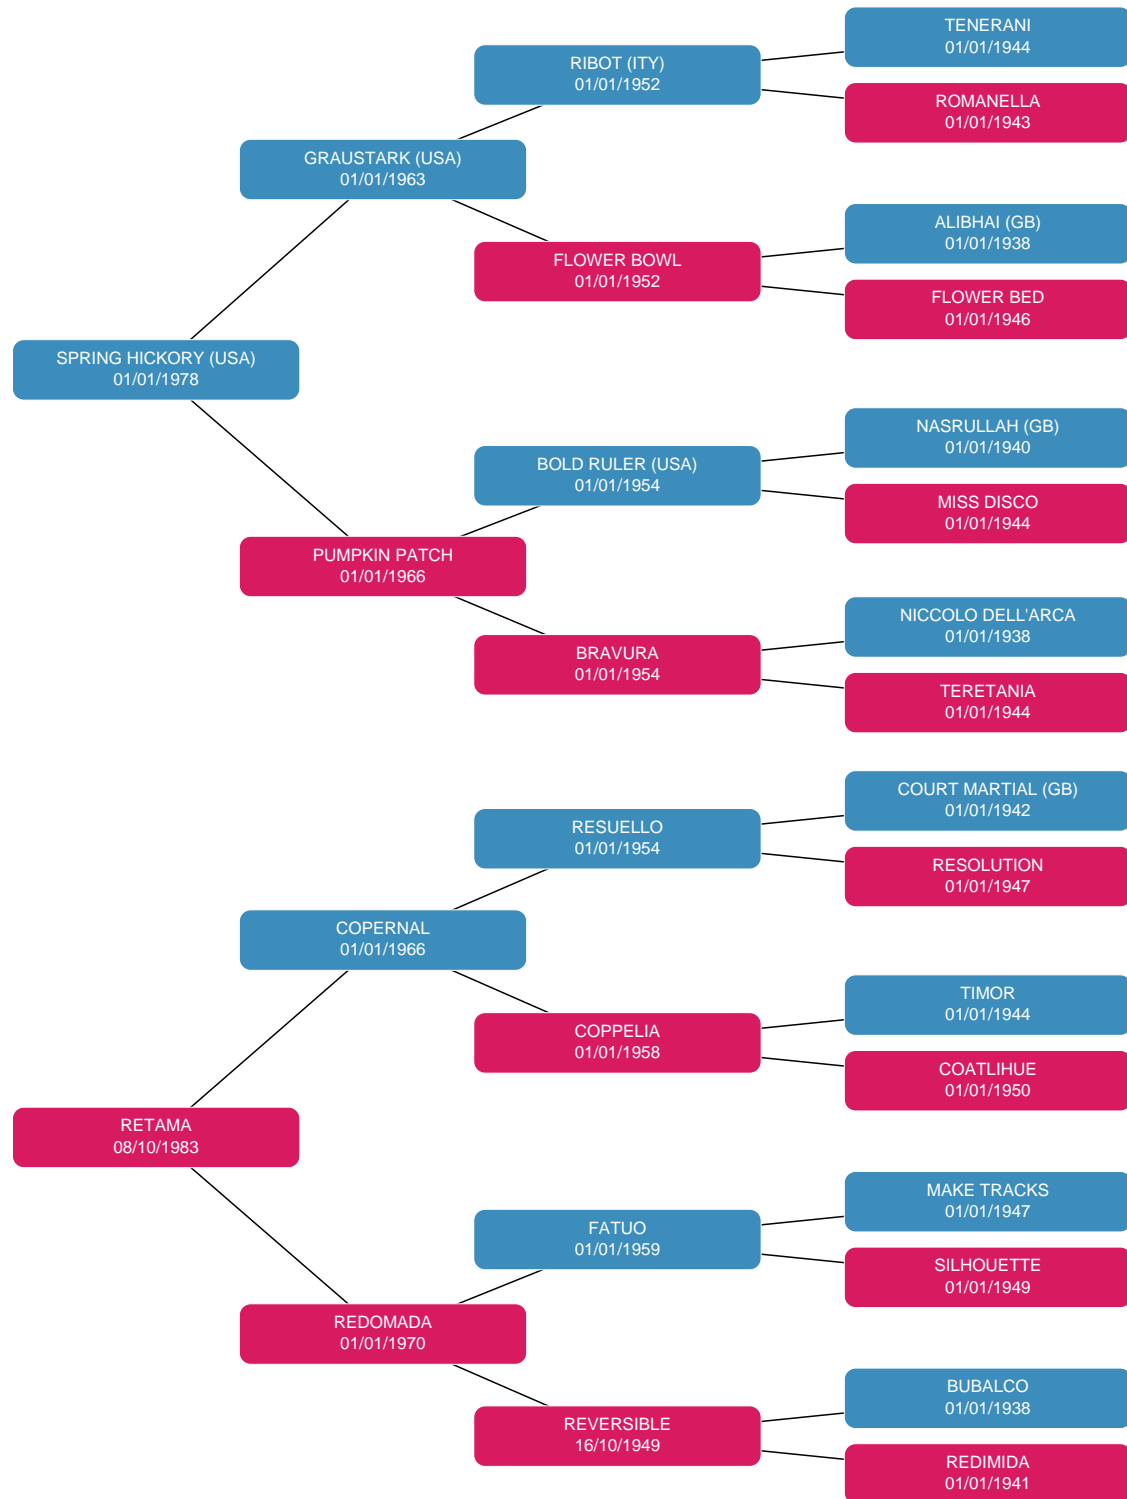 TENERANI
01/01/1944
RIBOT (ITY)
01/01/1952
ROMANELLA
01/01/1943
GRAUSTARK (USA)
01/01/1963
ALIBHAI (GB)
01/01/1938
FLOWER BOWL
01/01/1952
FLOWER BED
01/01/1946
SPRING HICKORY (USA)
01/01/1978
NASRULLAH (GB)
01/01/1940
BOLD RULER (USA)
01/01/1954
MISS DISCO
01/01/1944
PUMPKIN PATCH
01/01/1966
NICCOLO DELL'ARCA
01/01/1938
BRAVURA
01/01/1954
TERETANIA
01/01/1944
COURT MARTIAL (GB)
01/01/1942
RESUELLO
01/01/1954
RESOLUTION
01/01/1947
COPERNAL
01/01/1966
TIMOR
01/01/1944
COPPELIA
01/01/1958
COATLIHUE
01/01/1950
RETAMA
08/10/1983
MAKE TRACKS
01/01/1947
FATUO
01/01/1959
SILHOUETTE
01/01/1949
REDOMADA
01/01/1970
BUBALCO
01/01/1938
REVERSIBLE
16/10/1949
REDIMIDA
01/01/1941